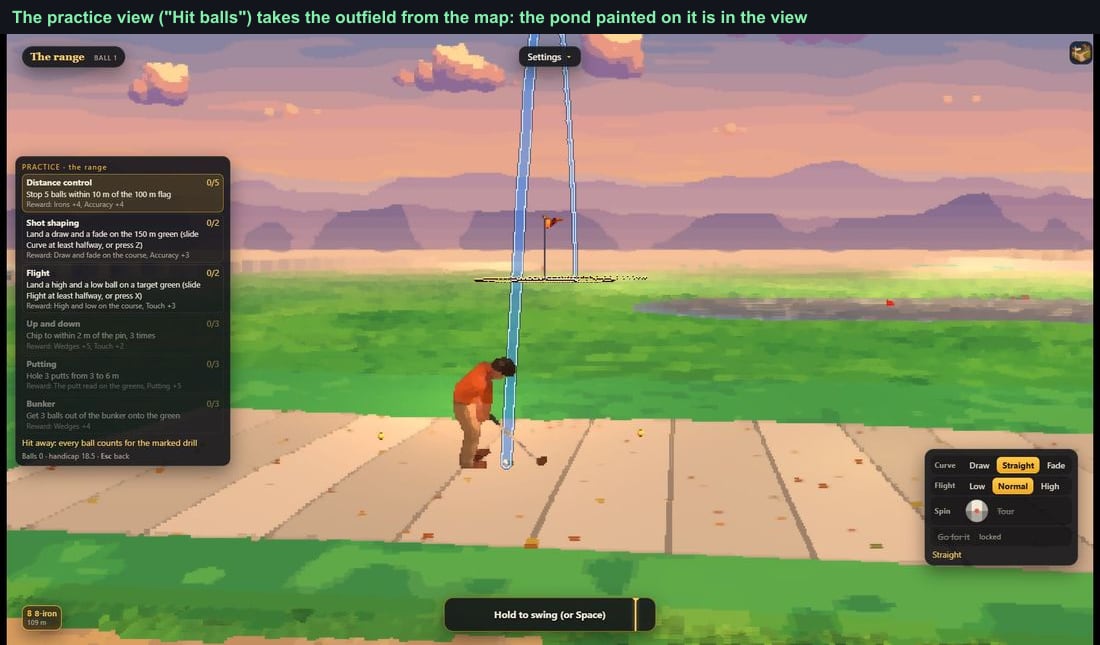 The practice view ("Hit balls") takes the outfield from the map: the pond painted on it is in the view
The range BALL 1
Settings
PRACTICE · the range
Distance control 0/5
Stop 5 balls within 10 m of the 100 m flag
Reward: Irons +4, Accuracy +4
Shot shaping 0/2
Land a draw and a fade on the 150 m green (slide
Curve at least halfway, or press Z)
Reward: Draw and fade on the course, Accuracy +3
Flight 0/2
Land a high and a low ball on a target green (slide
Flight at least halfway, or press X)
Reward: High and low on the course, Touch +3
Up and down 0/3
Chip to within 2 m of the pin, 3 times
Reward: Wedges +5, Touch +2
Putting 0/3
Hole 3 putts from 3 to 6 m
Reward: The putt read on the greens, Putting +5
Bunker 0/3
Get 3 balls out of the bunker onto the green
Reward: Wedges +4
Hit away: every ball counts for the marked drill
Balls 0 · handicap 18.5 · Esc back
Curve Draw Straight Fade
Flight Low Normal High
Spin Tour
Go for it locked
Straight
8 8-iron
109 m
Hold to swing (or Space)